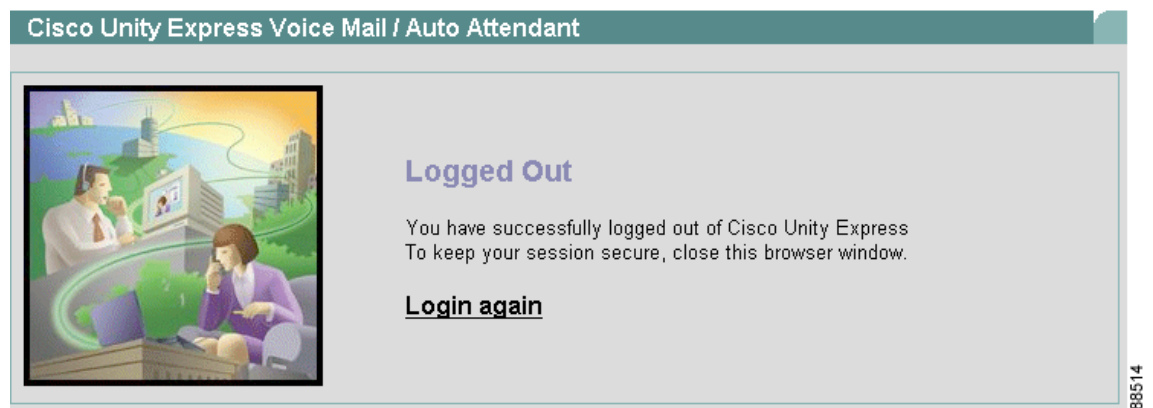 Cisco Unity Express Voice Mail / Auto Attendant
Logged Out
You have successfully logged out of Cisco Unity Express
To keep your session secure, close this browser window.
Login again
88514